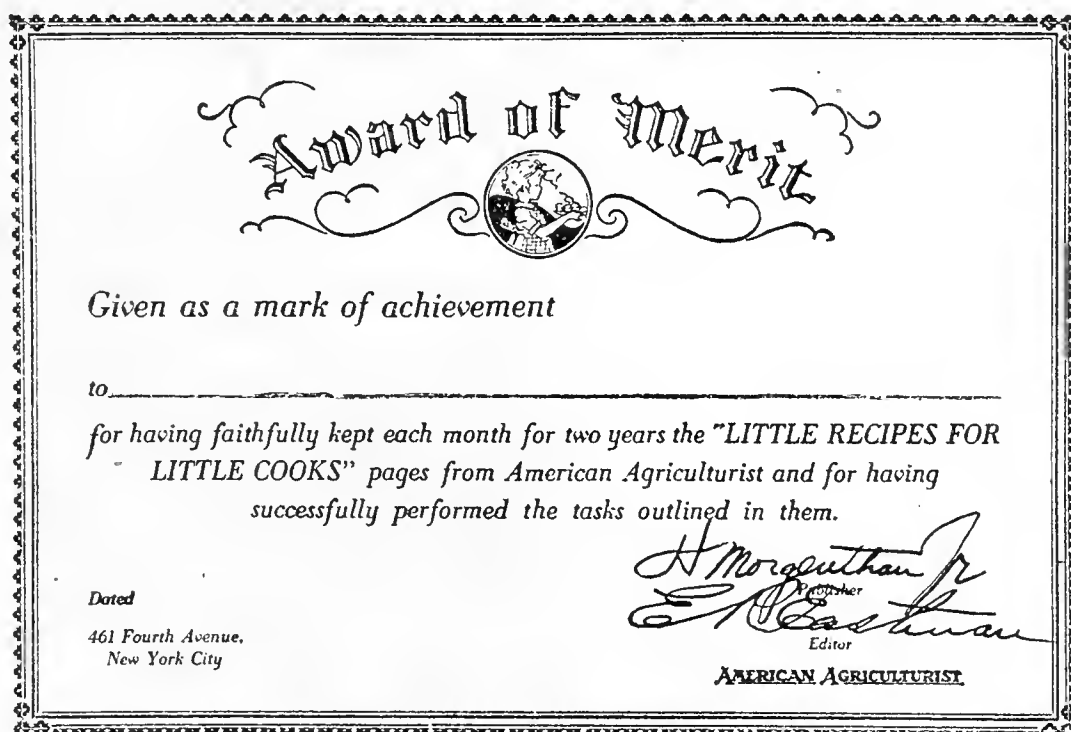 Award of Merit
Given as a mark of achievement
to
for having faithfully kept each month for two years the "LITTLE RECIPES FOR
LITTLE COOKS" pages from American Agriculturist and for having
successfully performed the tasks outlined in them.
H Morgenthau Jr
Publisher
E R Eastman
Editor
AMERICAN AGRICULTURIST
Dated
461 Fourth Avenue,
New York City